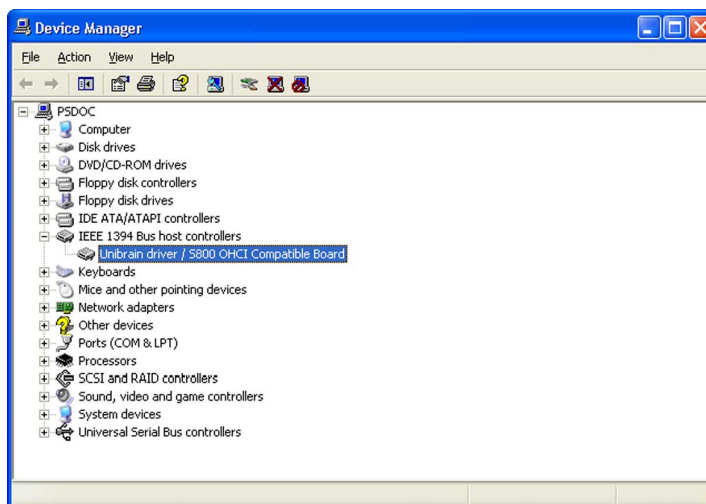 Device Manager
File Action View Help
PSDOC
Computer
Disk drives
DVD/CD-ROM drives
Floppy disk controllers
Floppy disk drives
IDE ATA/ATAPI controllers
IEEE 1394 Bus host controllers
Unibrain driver / S800 OHCI Compatible Board
Keyboards
Mice and other pointing devices
Network adapters
Other devices
Ports (COM & LPT)
Processors
SCSI and RAID controllers
Sound, video and game controllers
System devices
Universal Serial Bus controllers